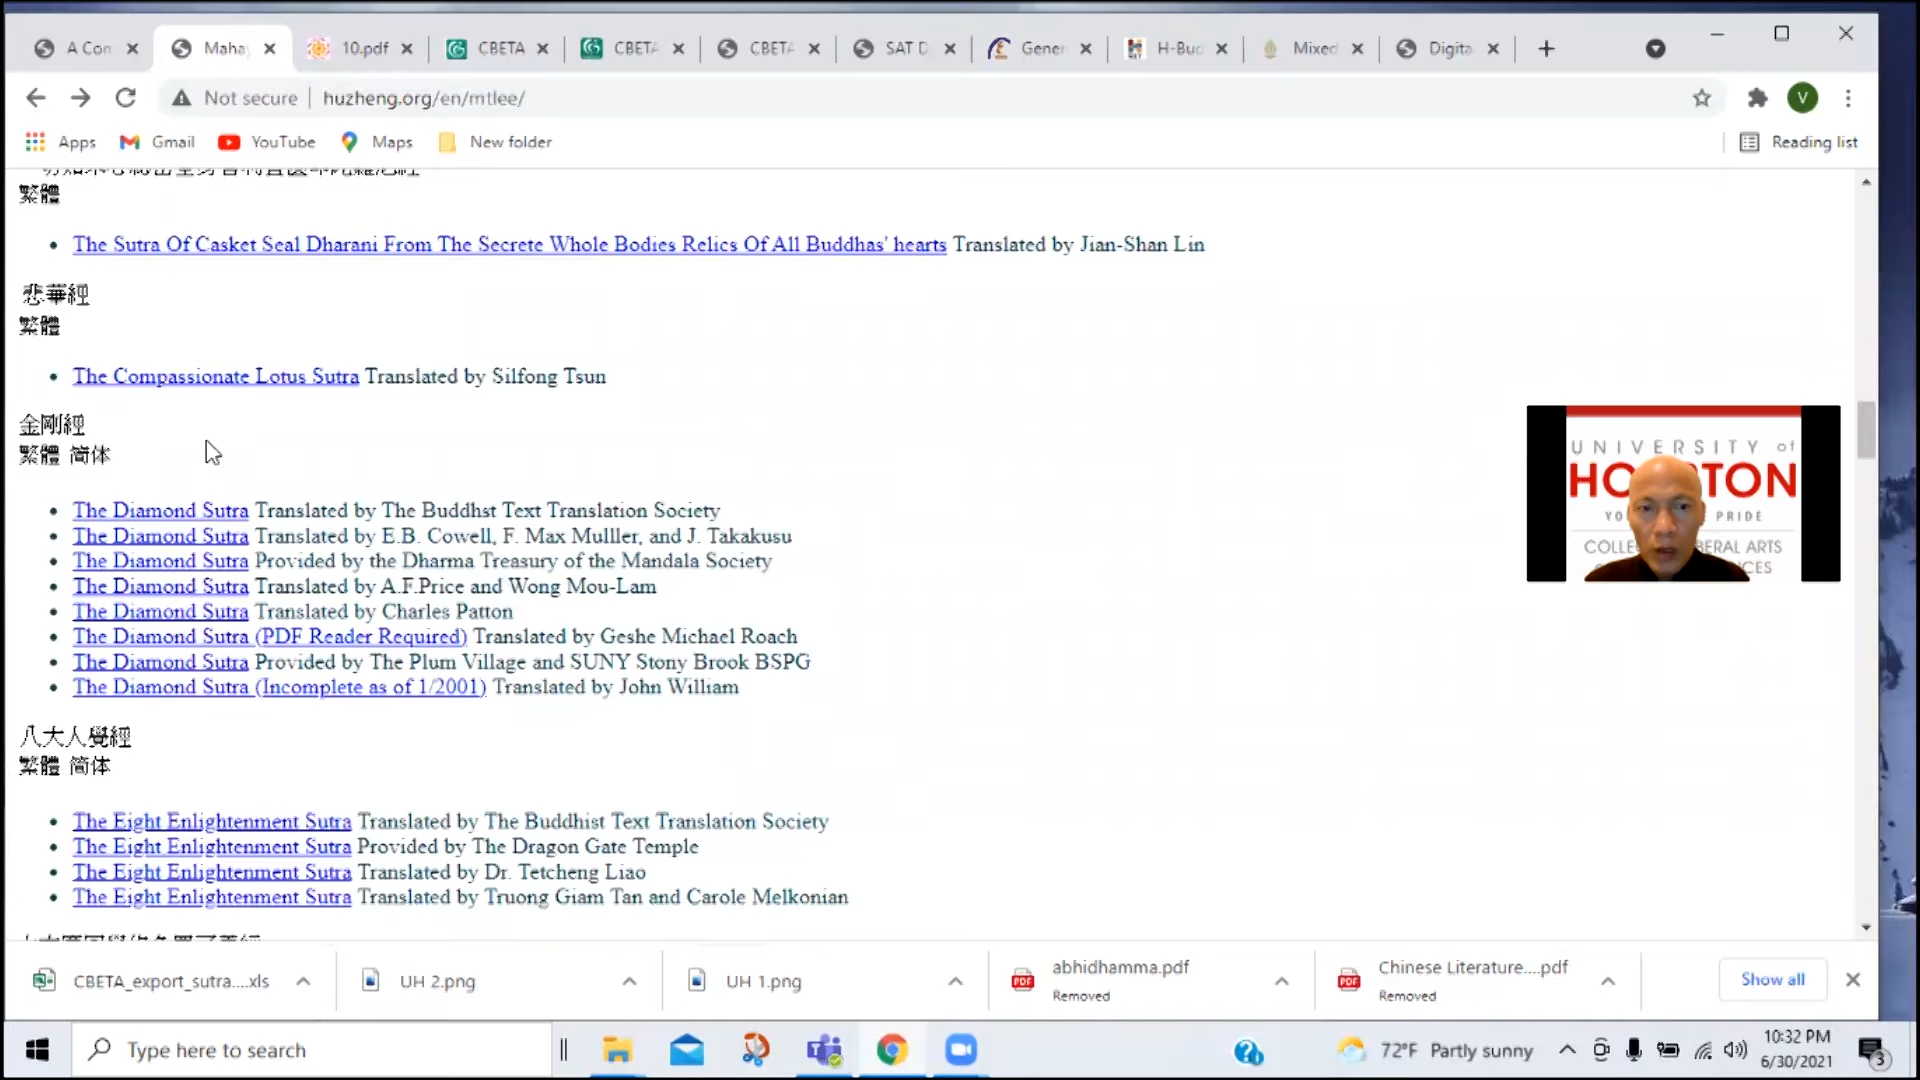 A Con
Maha
10.pdf
CBETA
CBETA
CBETA
SAT D
Gene
H-Bud
Mixed
Digita
Not secure
huzheng.org/en/mtlee/
V
Apps
Gmail
YouTube
Maps
New folder
Reading list
繁體
The Sutra Of Casket Seal Dharani From The Secrete Whole Bodies Relics Of All Buddhas' hearts Translated by Jian-Shan Lin
悲華經
繁體
The Compassionate Lotus Sutra Translated by Silfong Tsun
金剛經
繁體 简体
The Diamond Sutra Translated by The Buddhst Text Translation Society
The Diamond Sutra Translated by E.B. Cowell, F. Max Mulller, and J. Takakusu
The Diamond Sutra Provided by the Dharma Treasury of the Mandala Society
The Diamond Sutra Translated by A.F.Price and Wong Mou-Lam
The Diamond Sutra Translated by Charles Patton
The Diamond Sutra (PDF Reader Required) Translated by Geshe Michael Roach
The Diamond Sutra Provided by The Plum Village and SUNY Stony Brook BSPG
The Diamond Sutra (Incomplete as of 1/2001) Translated by John William
UNIVERSITY of
HO TON
YO PRIDE
COLLE BERAL ARTS
CES
八大人覺經
繁體 简体
The Eight Enlightenment Sutra Translated by The Buddhist Text Translation Society
The Eight Enlightenment Sutra Provided by The Dragon Gate Temple
The Eight Enlightenment Sutra Translated by Dr. Tetcheng Liao
The Eight Enlightenment Sutra Translated by Truong Giam Tan and Carole Melkonian
CBETA_export_sutra....xls
UH 2.png
UH 1.png
abhidhamma.pdf
Removed
Chinese Literature....pdf
Removed
Show all
Type here to search
72°F Partly sunny
10:32 PM
6/30/2021
3